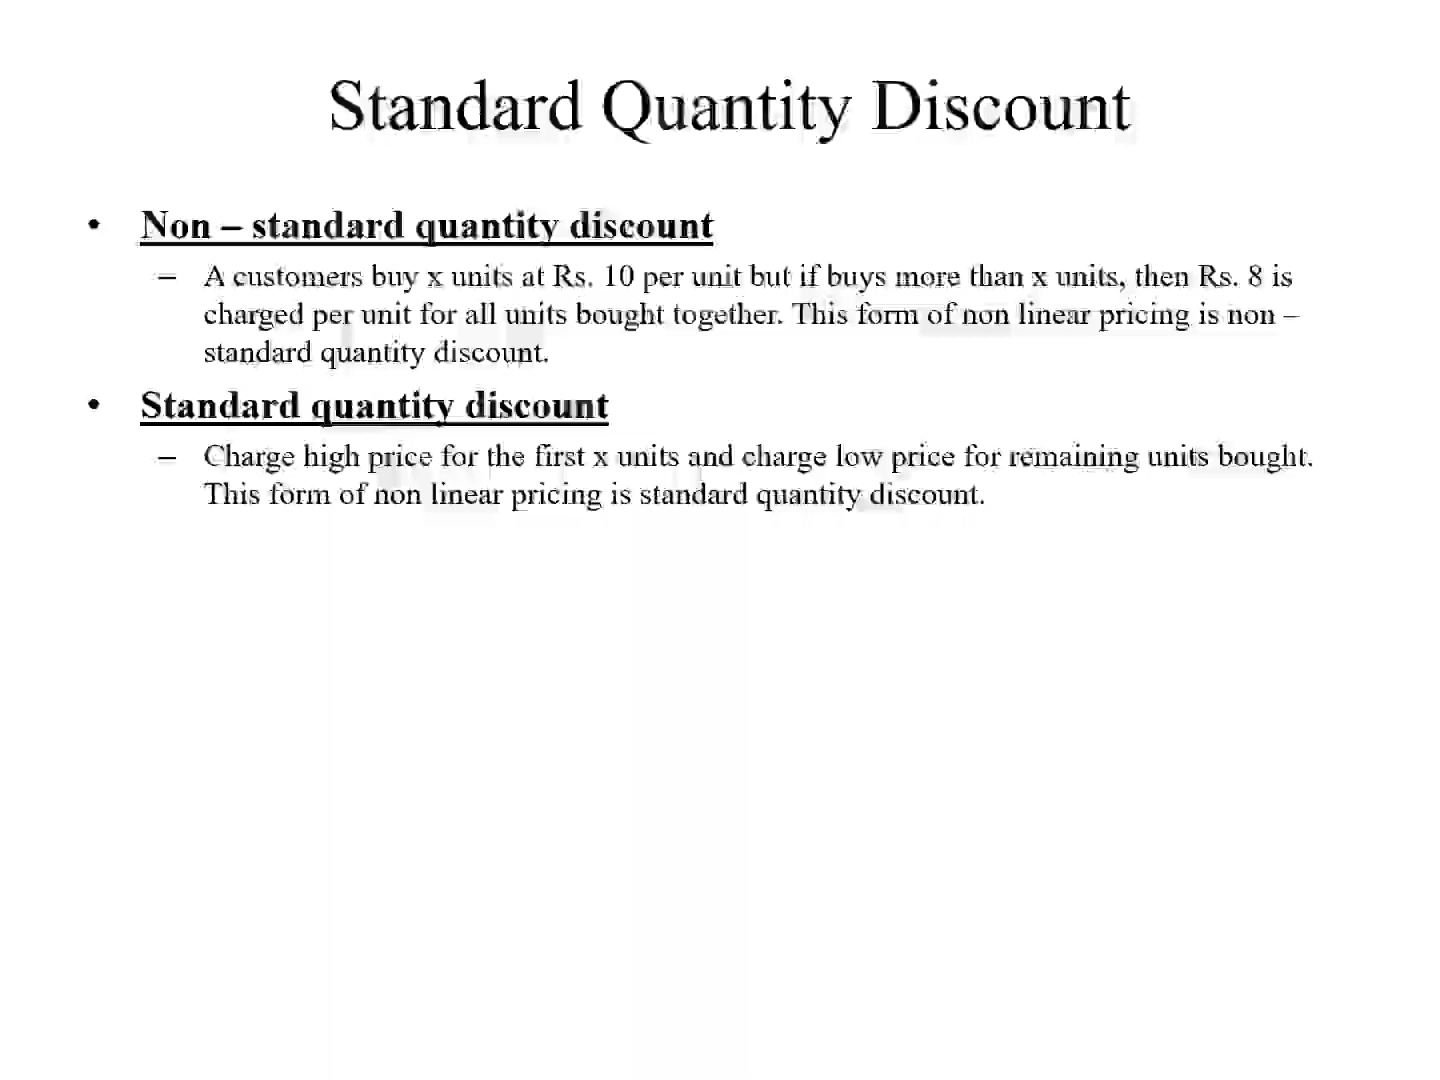 Standard Quantity Discount
• Non – standard quantity discount
– A customers buy x units at Rs. 10 per unit but if buys more than x units, then Rs. 8 is
charged per unit for all units bought together. This form of non linear pricing is non –
standard quantity discount.
• Standard quantity discount
– Charge high price for the first x units and charge low price for remaining units bought.
This form of non linear pricing is standard quantity discount.